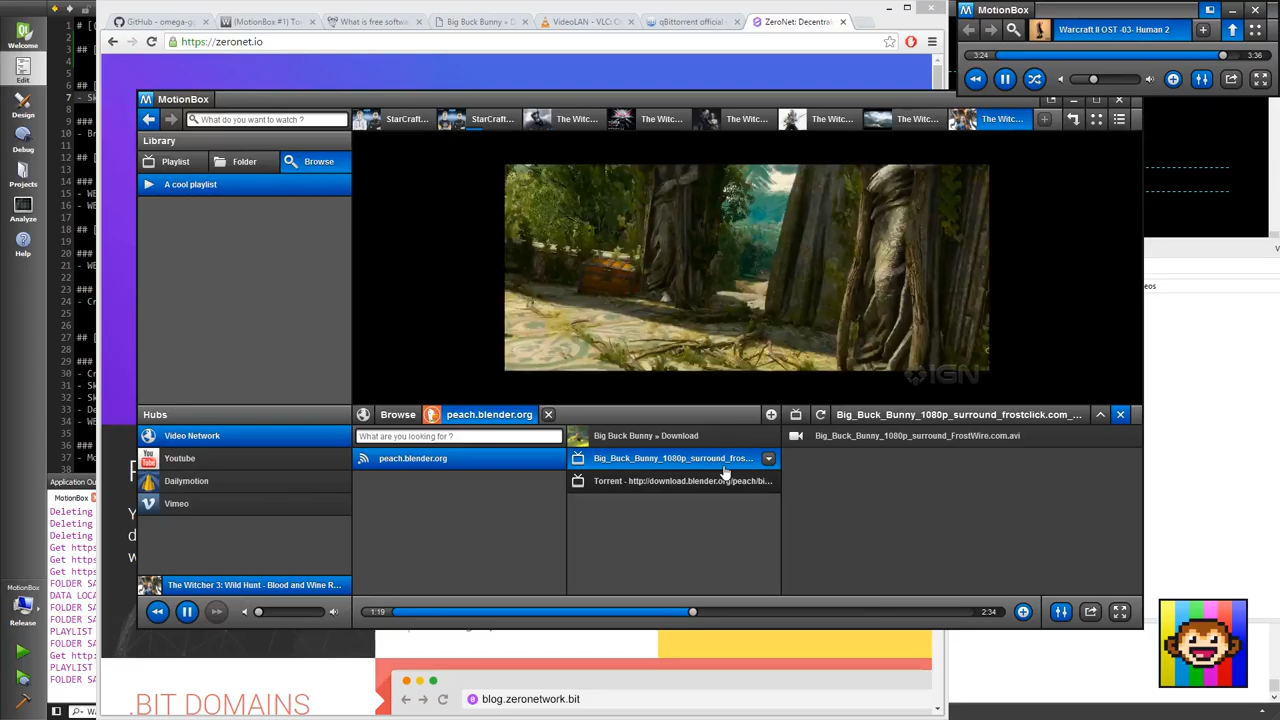 GitHub - omega-g
[MotionBox #1] To
What is free softw
Big Buck Bunny » D
VideoLAN - VLC: O
qBittorrent offici
ZeroNet: Decentral
https://zeronet.io
MotionBox
Warcraft II OST -03- Human 2
3:24
3:36
Welcome
Edit
Design
Debug
Projects
Analyze
Help
MotionBox
What do you want to watch ?
StarCraft...
StarCraft...
The Witc...
The Witc...
The Witc...
The Witc...
The Witc...
The Witc...
Library
Playlist
Folder
Browse
A cool playlist
IGN
Hubs
Browse
peach.blender.org
Big_Buck_Bunny_1080p_surround_frostclick.com_...
Video Network
What are you looking for ?
Big Buck Bunny » Download
Big_Buck_Bunny_1080p_surround_FrostWire.com.avi
Youtube
peach.blender.org
Big_Buck_Bunny_1080p_surround_fros...
Dailymotion
Torrent - http://download.blender.org/peach/bi...
Vimeo
Application Out
MotionBox
Deleting
Deleting
Get https
Get https
FOLDER SA
DATA LOCA
FOLDER SA
FOLDER SA
PLAYLIST
FOLDER SA
Get http:
PLAYLIST
FOLDER SA
FOLDER SA
MotionBox
Release
The Witcher 3: Wild Hunt - Blood and Wine R...
1:19
2:34
.BIT DOMAINS
blog.zeronetwork.bit